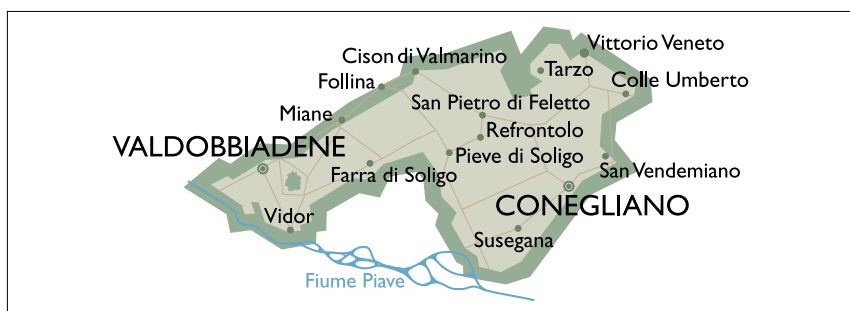 Vittorio Veneto
Cison di Valmarino
Tarzo
Follina
Colle Umberto
San Pietro di Feletto
Miane
Refrontolo
VALDOBBIADENE
Pieve di Soligo
Farra di Soligo
San Vendemiano
CONEGLIANO
Vidor
Susegana
Fiume Piave